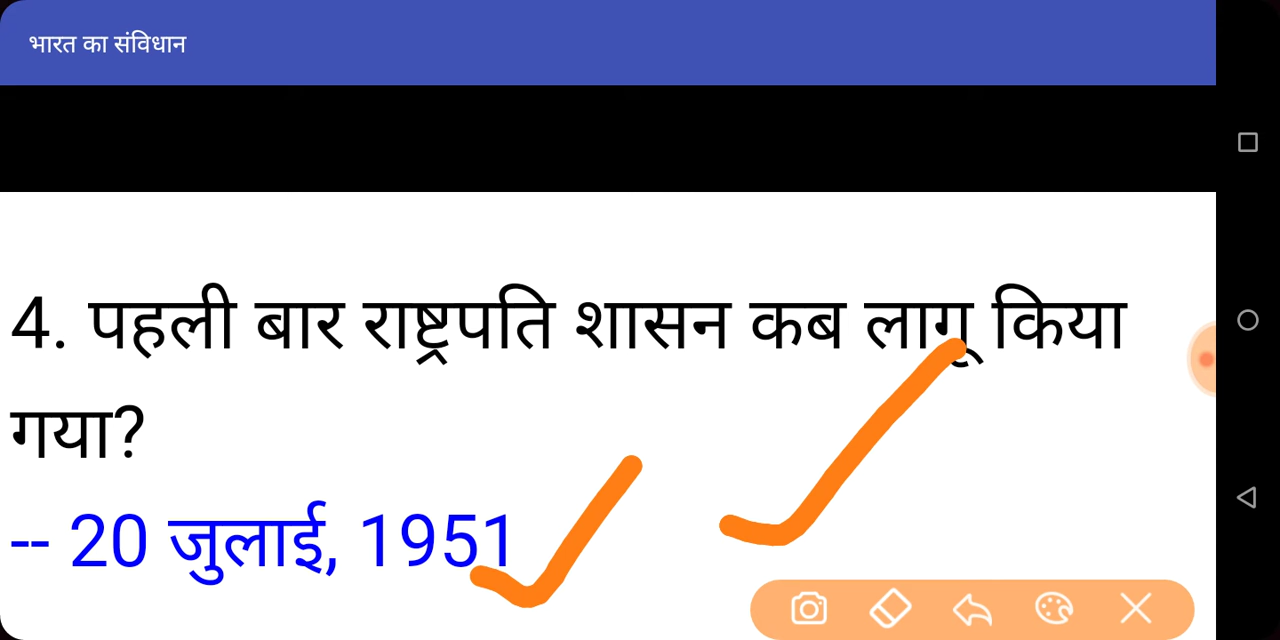 भारत का संविधान
4. पहली बार राष्ट्रपति शासन कब लागू किया
गया?
-- 20 जुलाई, 1951